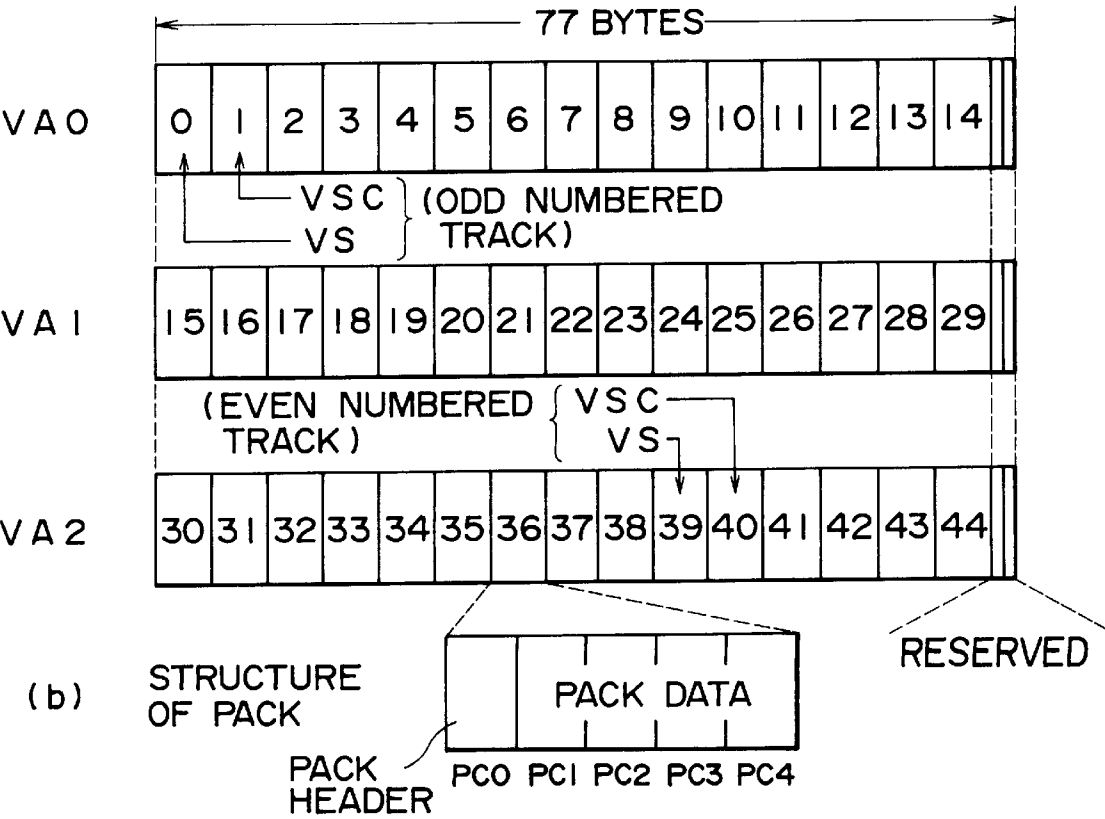 77 BYTES
VA0 0 1 2 3 4 5 6 7 8 9 10 11 12 13 14
VSC (ODD NUMBERED
VS TRACK)
VA1 15 16 17 18 19 20 21 22 23 24 25 26 27 28 29
(EVEN NUMBERED VSC
TRACK) VS
VA2 30 31 32 33 34 35 36 37 38 39 40 41 42 43 44
RESERVED
(b) STRUCTURE PACK DATA
OF PACK
PACK PC0 PC1 PC2 PC3 PC4
HEADER